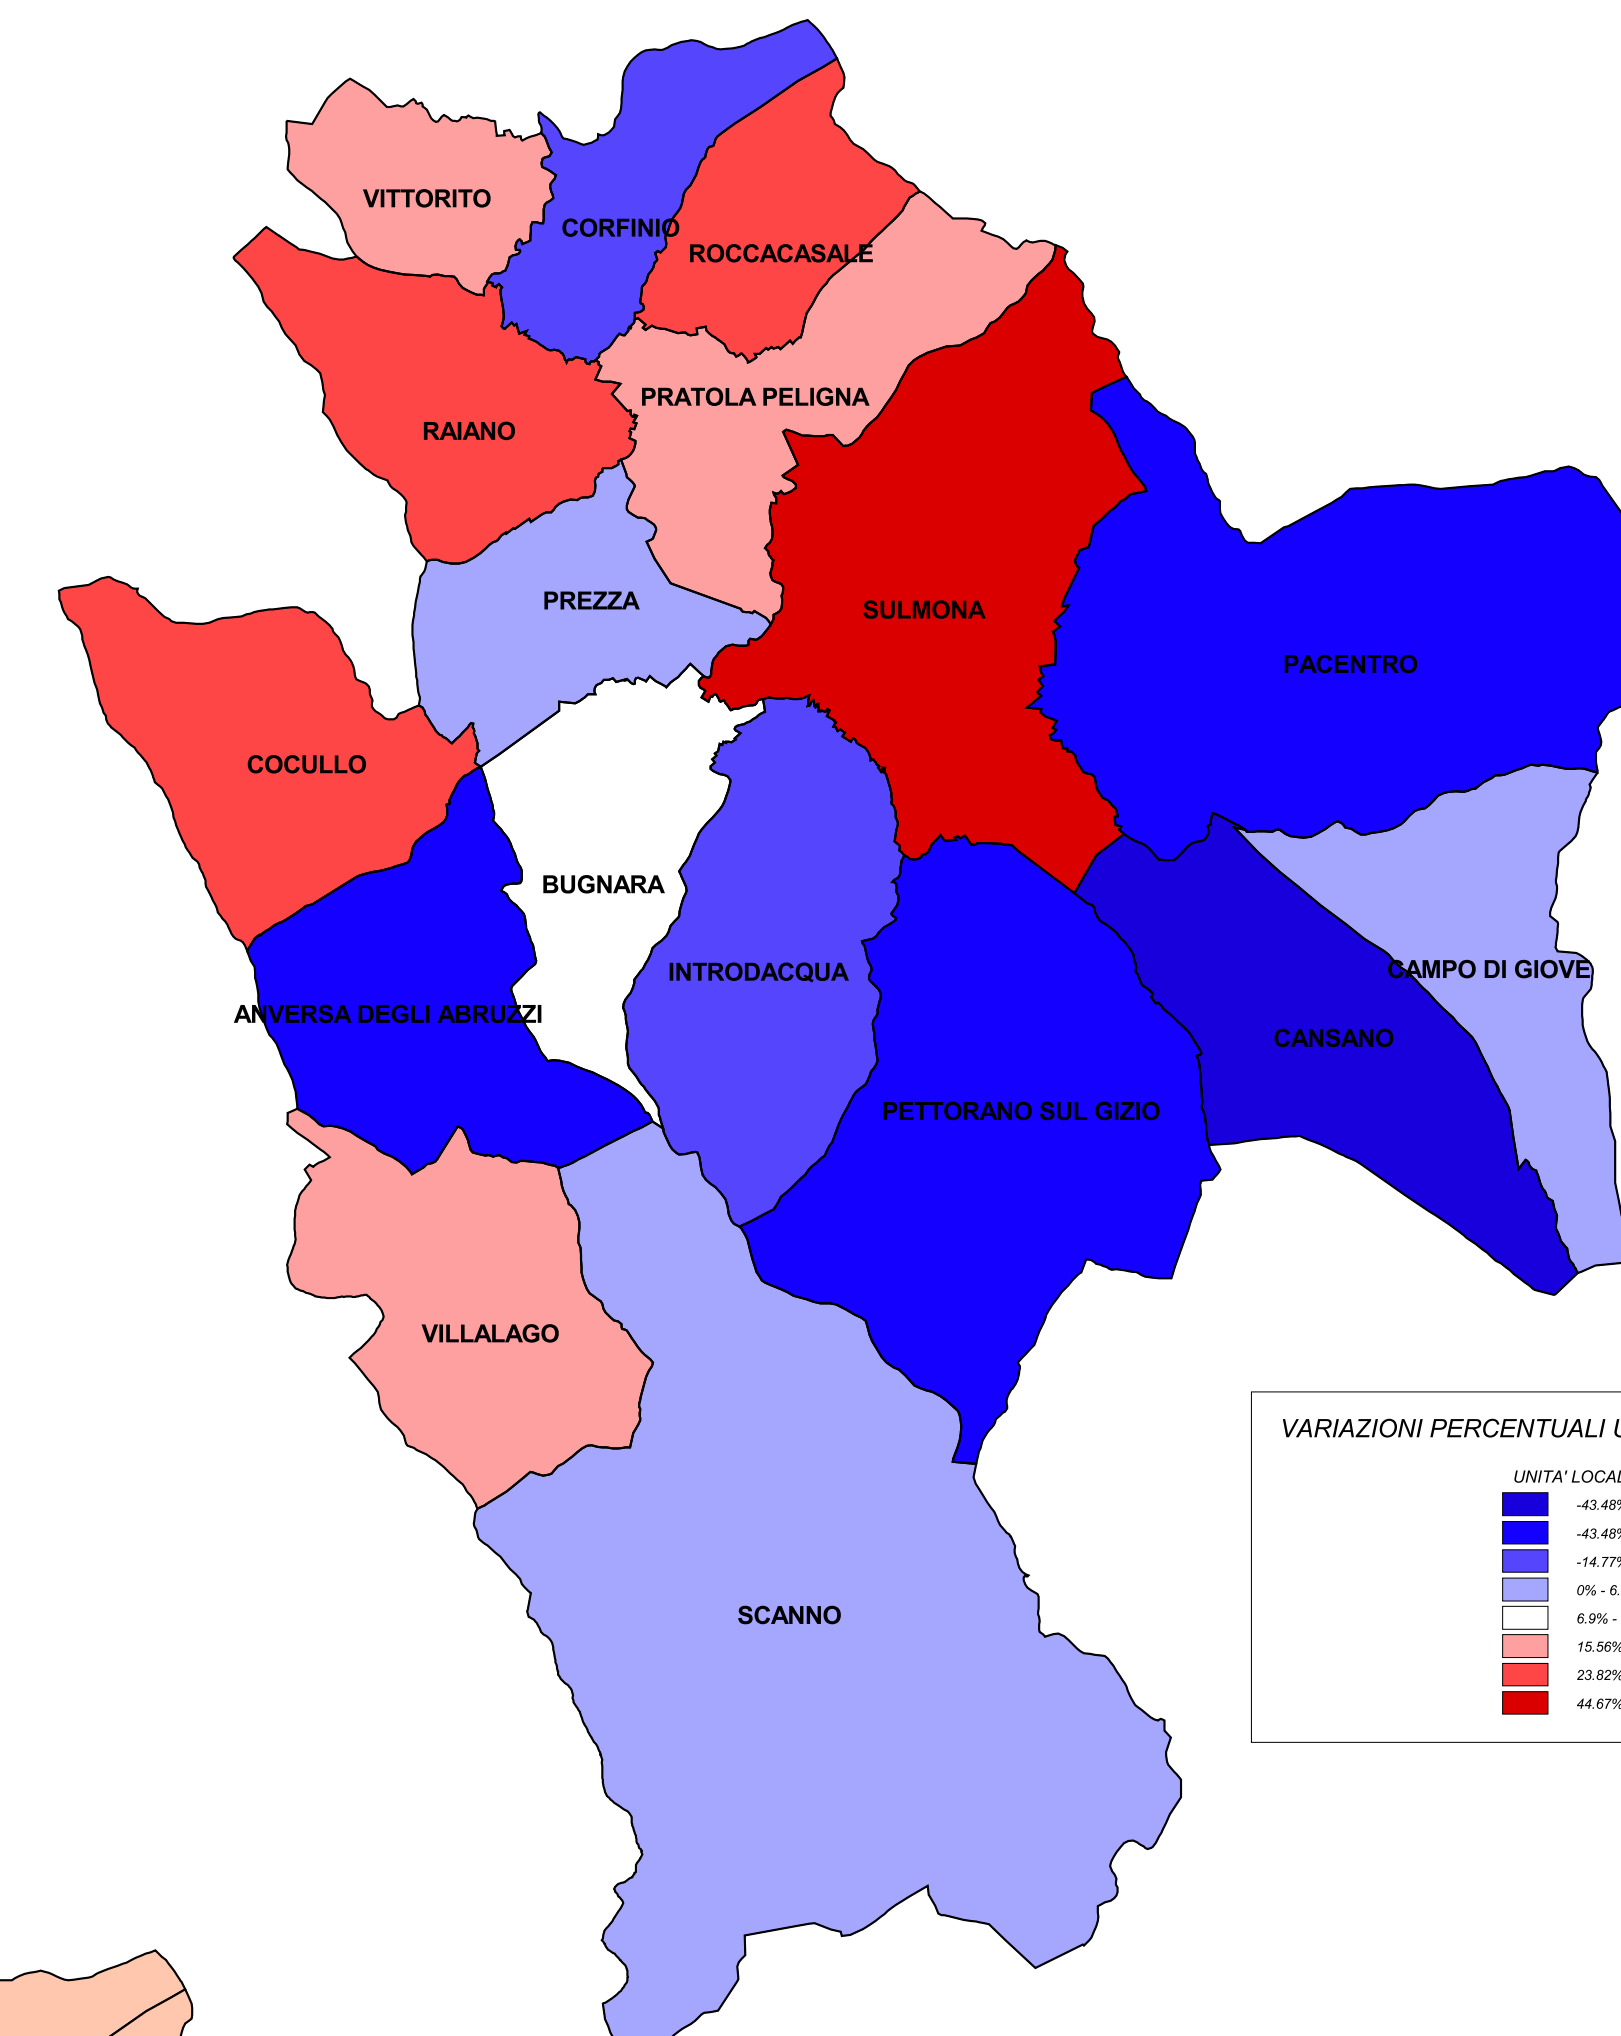 VITTORITO
CORFINIO
ROCCACASALE
PRATOLA PELIGNA
RAIANO
PREZZA
SULMONA
PACENTRO
COCULLO
BUGNARA
INTRODACQUA
CAMPO DI GIOVE
ANVERSA DEGLI ABRUZZI
CANSANO
PETTORANO SUL GIZIO
VILLALAGO
SCANNO
VARIAZIONI PERCENTUALI
UNITA' LOCAL
-43.48%
-43.48%
-14.77%
0% - 6.
6.9% -
15.56%
23.82%
44.67%